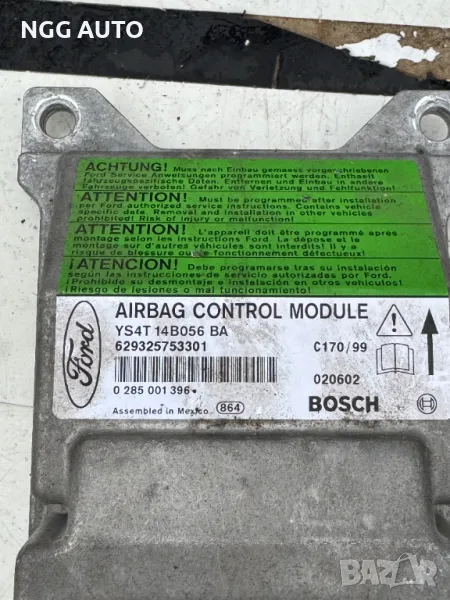 NGG AUTO
ACHTUNG! Muss nach Einbau gemaess vorgeschriebenen
Ford Service Anweisungen programmiert werden. Enthaelt
fahrzeugspezifische Daten. Entfernen und Einbau in andere
Fahrzeuge verboten! Gefahr von Verletzung und Fehlfunktion!
ATTENTION! Must be programmed after installation
per Ford authorized service instructions. Contains vehicle
specific data. Removal and installation in other vehicles
prohibited! Risk of injury or malfunction!
ATTENTION! L'appareil doit être programmé après
montage selon les instructions Ford. La dépose et le
montage sur d'autres véhicules sont interdits! Il y a
risque de blessure ou de fonctionnement défectueux!
¡ATENCION! Debe programarse tras su instalación
según las instrucciones de servicio autorizadas por Ford.
¡Prohibido su desmontaje e instalación en otros vehículos!
¡Riesgo de lesiones o mal funcionamiento!
Ford
AIRBAG CONTROL MODULE
YS4T 14B056 BA
629325753301
C170/99
0 285 001 396
020602
Assembled in Mexico
864
BOSCH
BAZAR
.bg